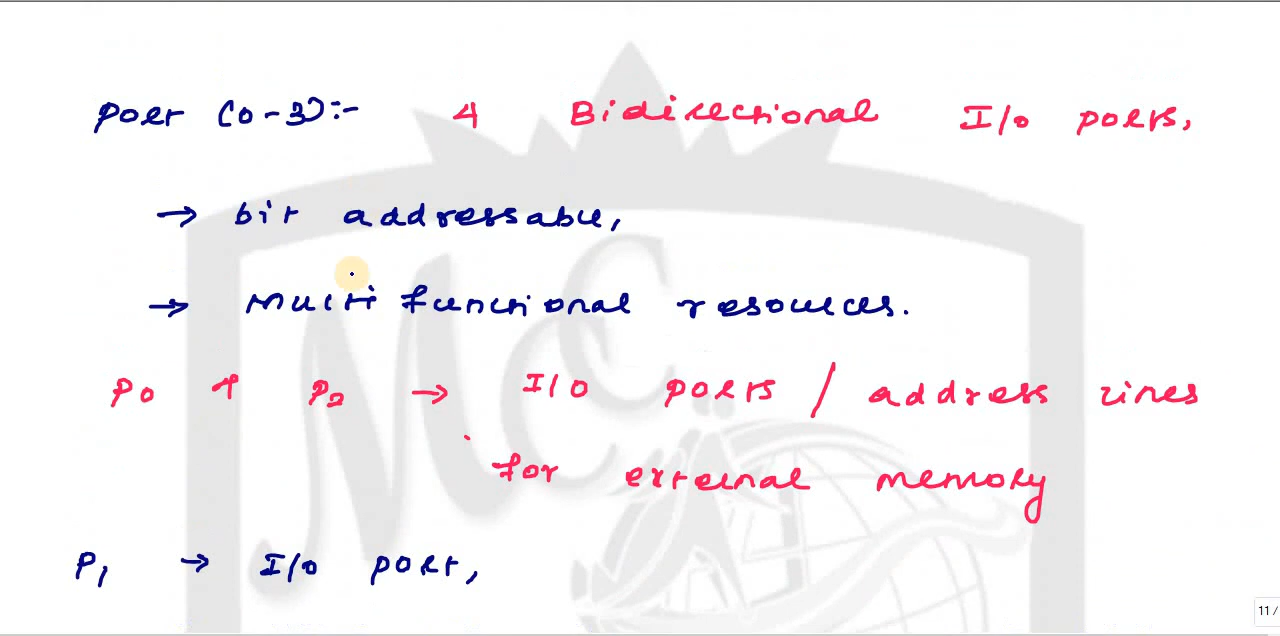 Port (0-3):- 4 Bidirectional I/O ports,
→ bit addressable,
→ Multi functional resources.
P0 & P2 → I/O ports / address lines
for external memory
P1 → I/O port,
11 /
MCC